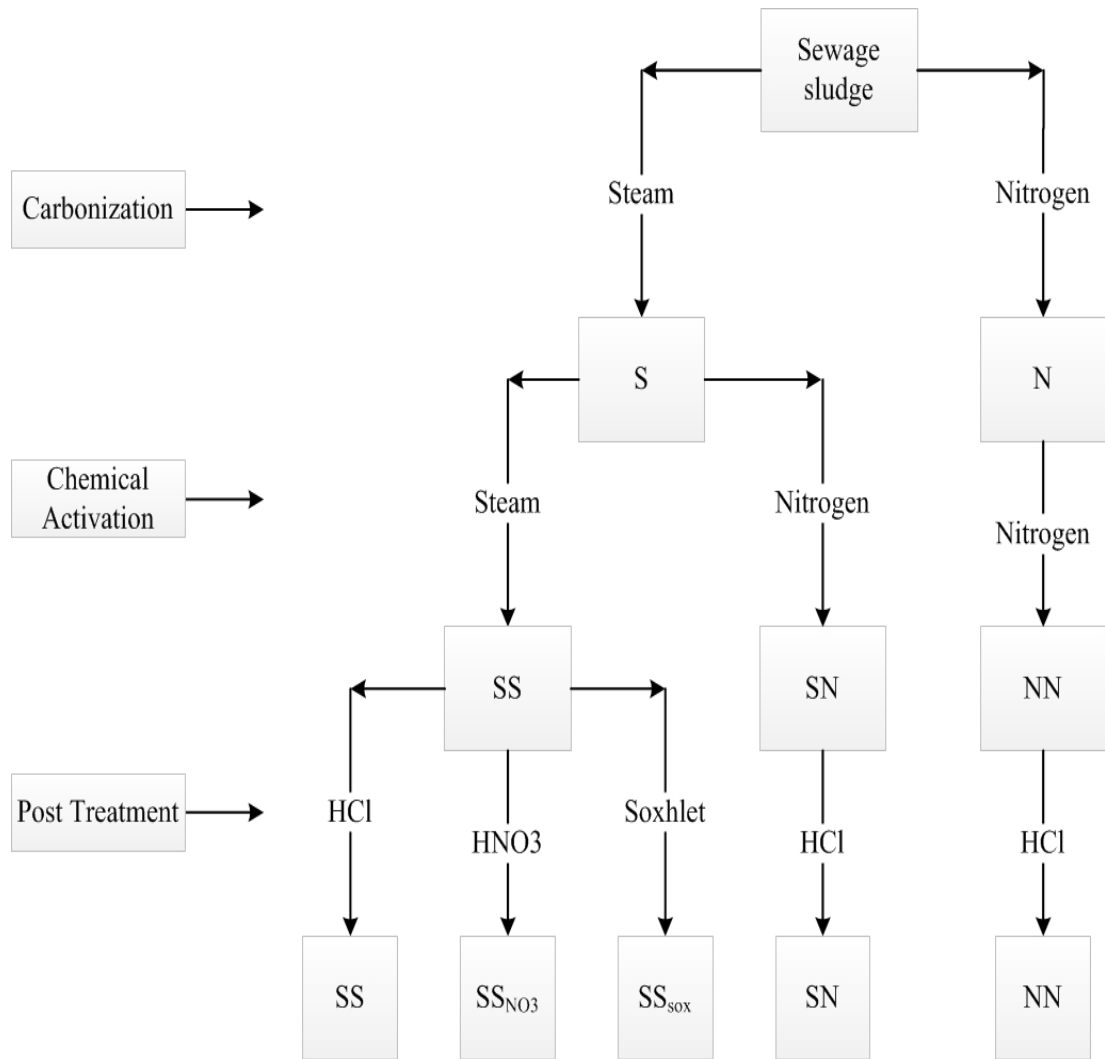 Sewage
sludge
Carbonization
Steam
Nitrogen
S
N
Chemical
Activation
Steam
Nitrogen
Nitrogen
SS
SN
NN
Post Treatment
HCl
HNO3
Soxhlet
HCl
HCl
SS
SSNO3
SSsox
SN
NN